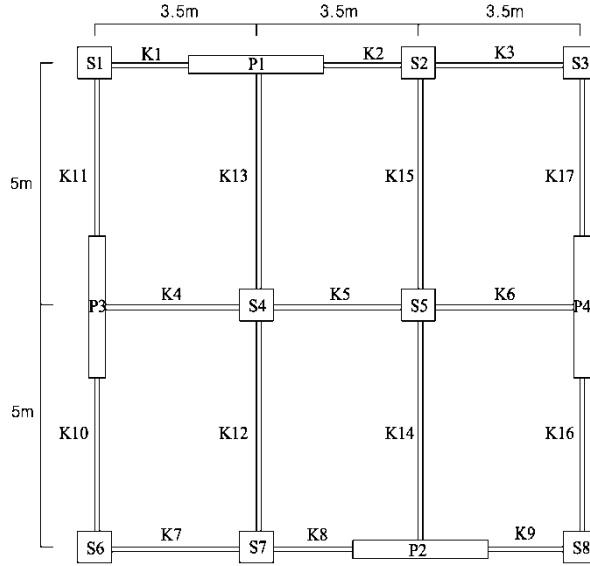 3.5m 3.5m 3.5m
S1 K1 P1 K2 S2 K3 S3
5m K11 K13 K15 K17
P3 K4 S4 K5 S5 K6 P4
5m K10 K12 K14 K16
S6 K7 S7 K8 P2 K9 S8